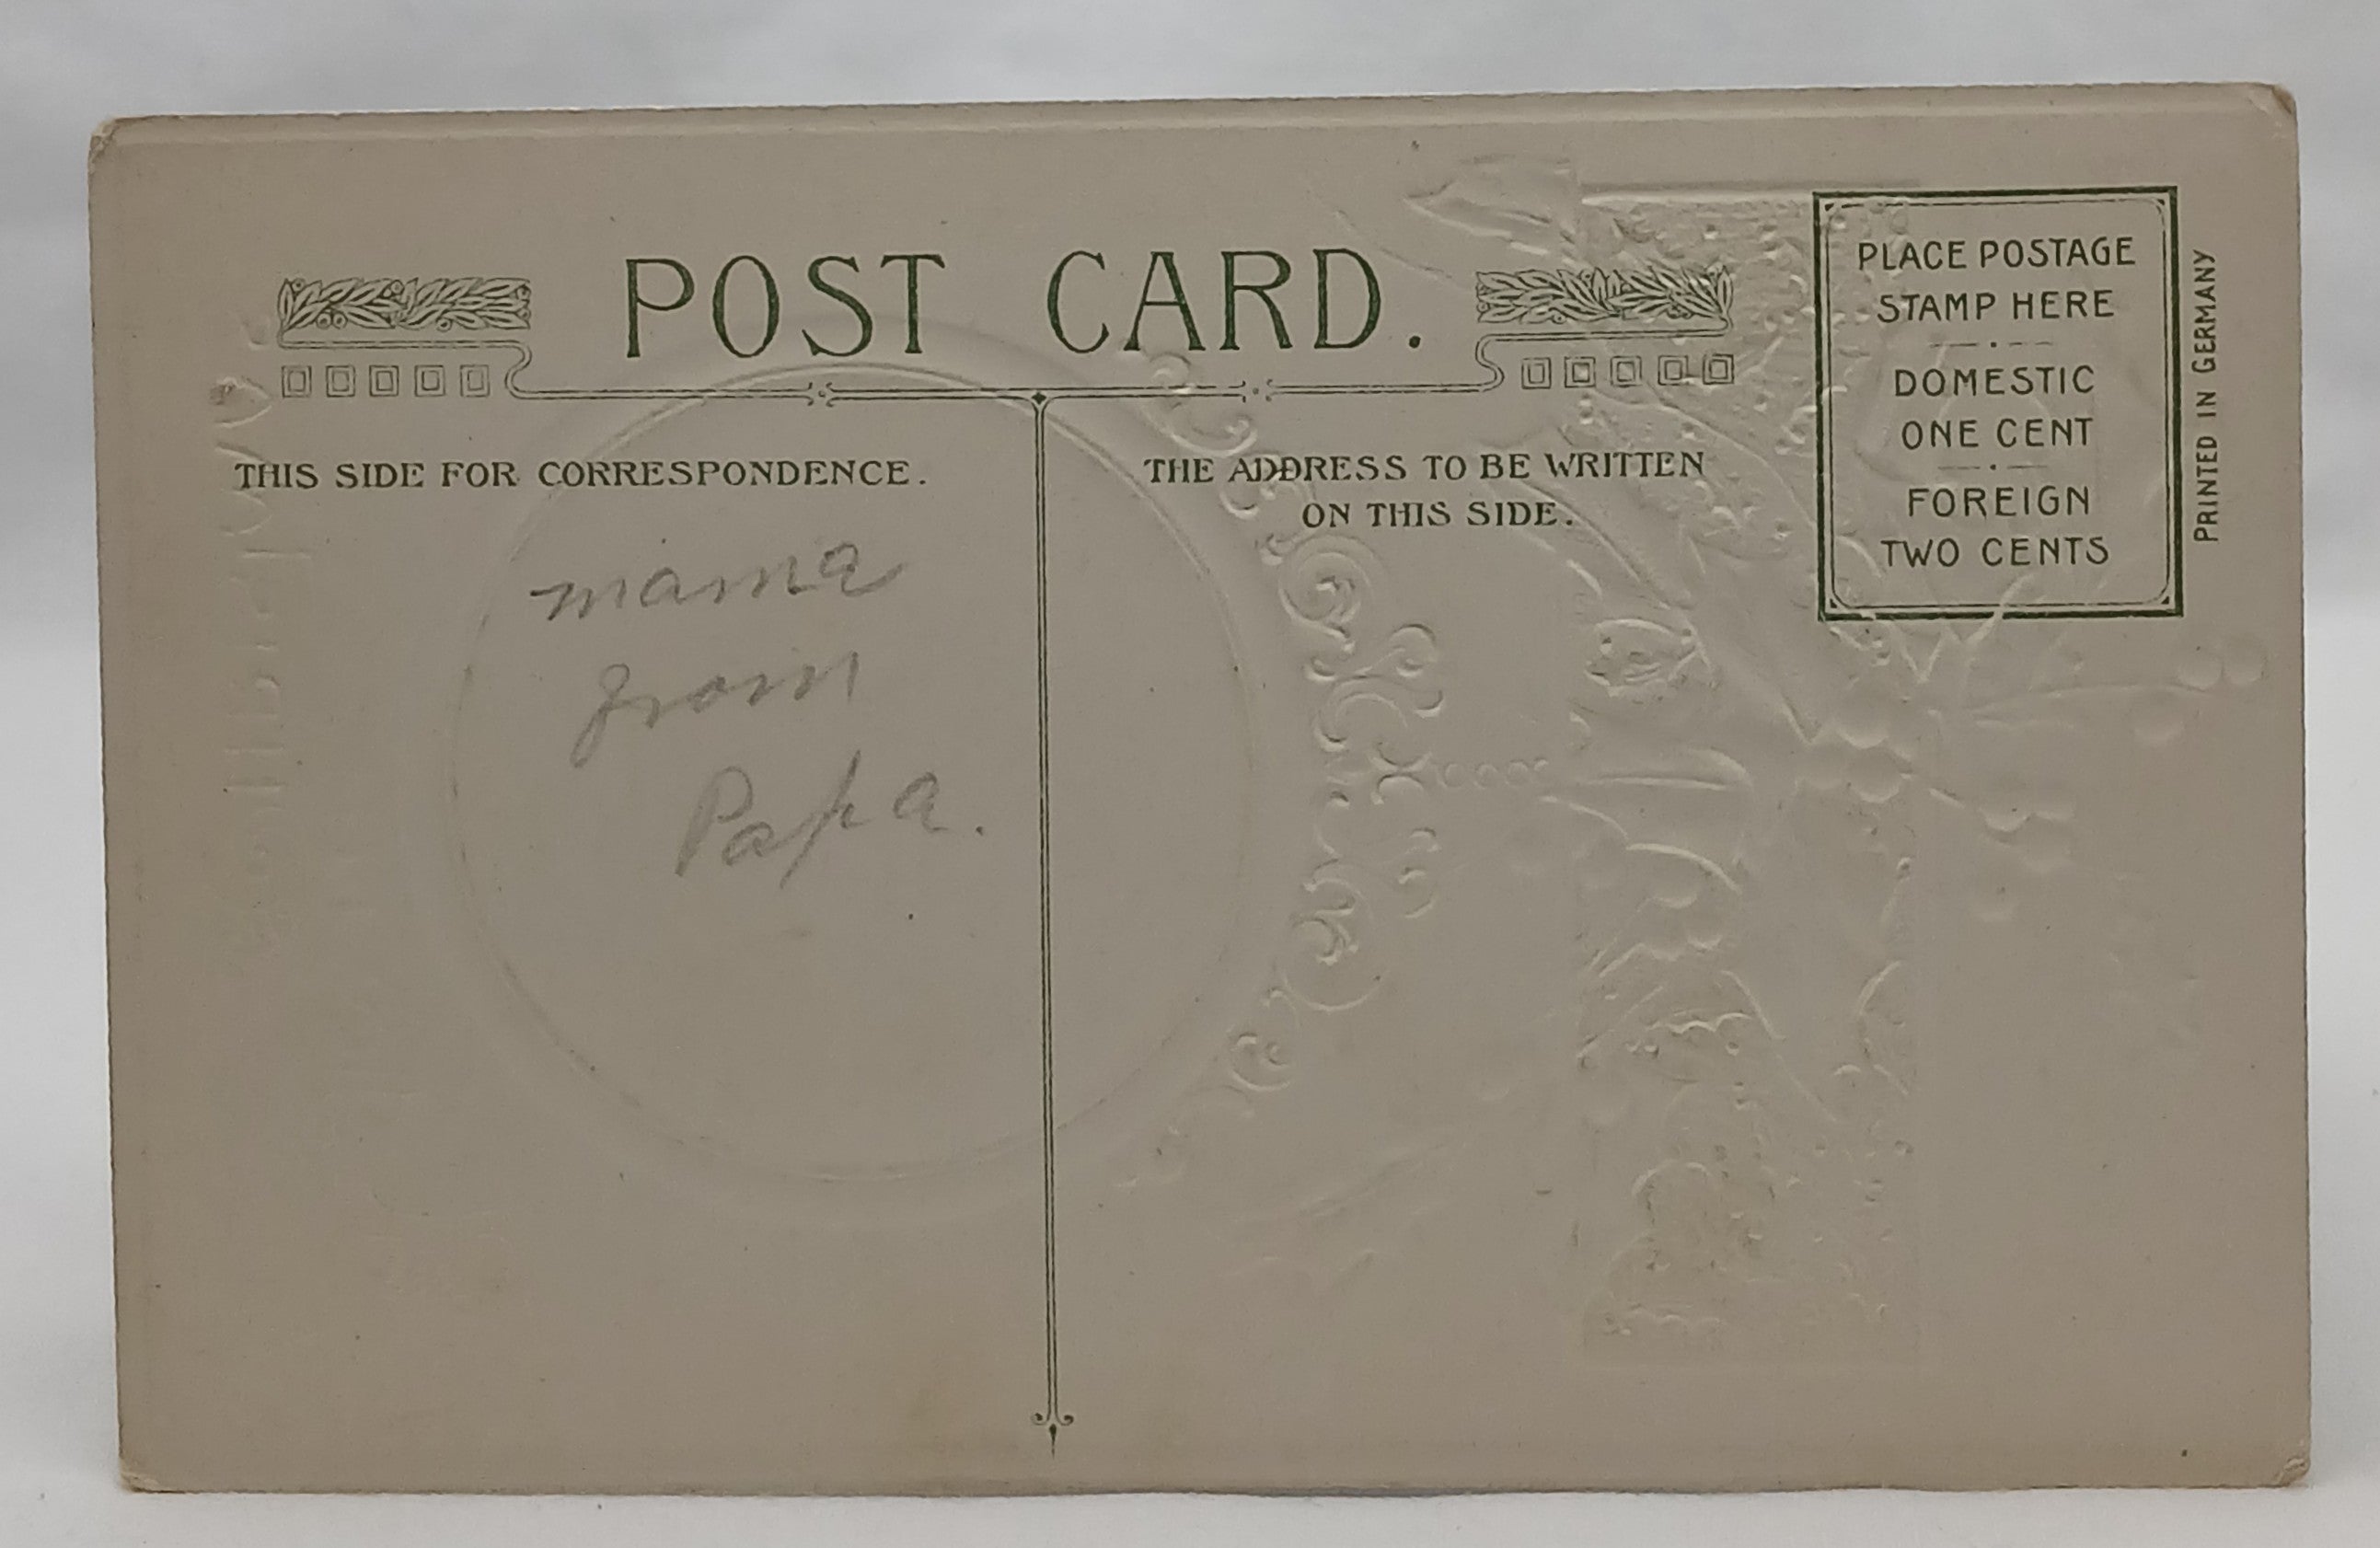 POST CARD.
THIS SIDE FOR CORRESPONDENCE.
mama
from
Papa.
THE ADDRESS TO BE WRITTEN
ON THIS SIDE.
PLACE POSTAGE
STAMP HERE
DOMESTIC
ONE CENT
FOREIGN
TWO CENTS
PRINTED IN GERMANY